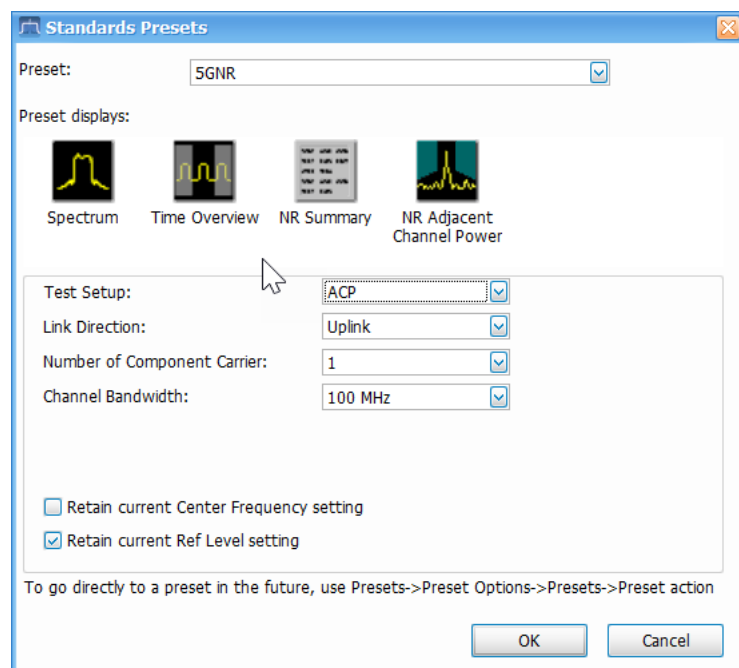 Standards Presets
Preset:
5GNR
Preset displays:
Spectrum
Time Overview
NR Summary
NR Adjacent
Channel Power
Test Setup:
ACP
Link Direction:
Uplink
Number of Component Carrier:
1
Channel Bandwidth:
100 MHz
Retain current Center Frequency setting
Retain current Ref Level setting
To go directly to a preset in the future, use Presets->Preset Options->Presets->Preset action
OK
Cancel